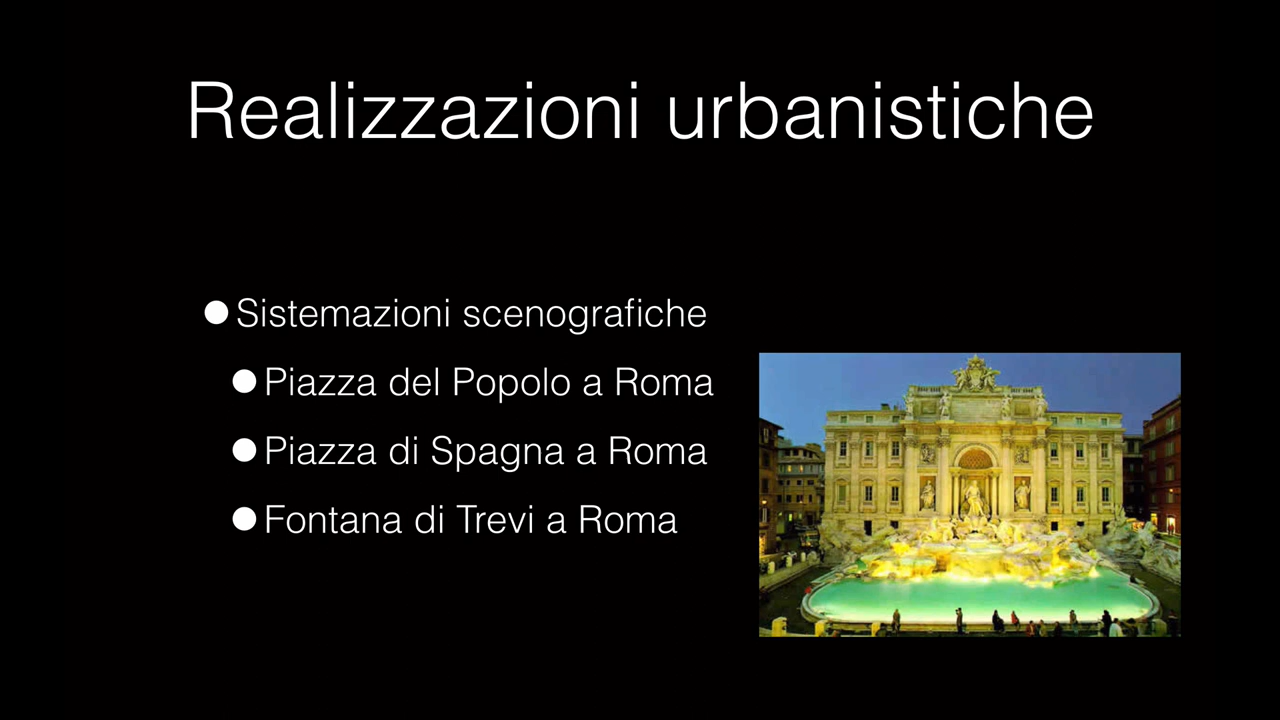 Realizzazioni urbanistiche
● Sistemazioni scenografiche
● Piazza del Popolo a Roma
● Piazza di Spagna a Roma
● Fontana di Trevi a Roma